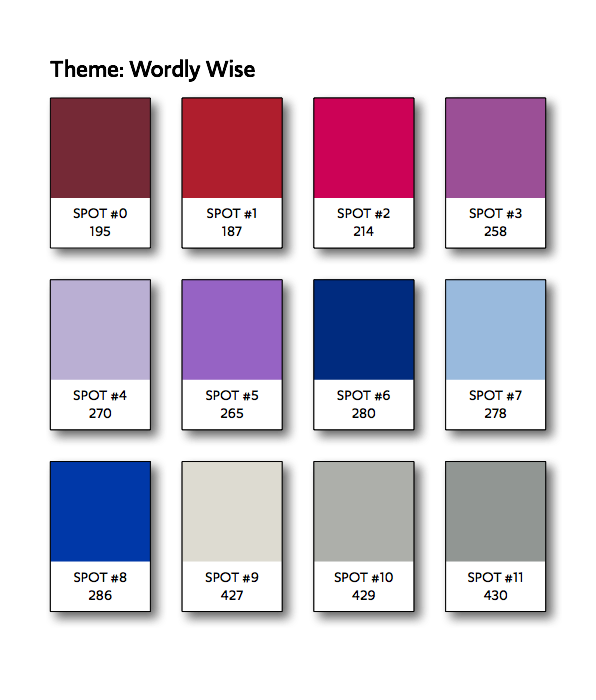 Theme: Wordly Wise
SPOT #0
195
SPOT #1
187
SPOT #2
214
SPOT #3
258
SPOT #4
270
SPOT #5
265
SPOT #6
280
SPOT #7
278
SPOT #8
286
SPOT #9
427
SPOT #10
429
SPOT #11
430